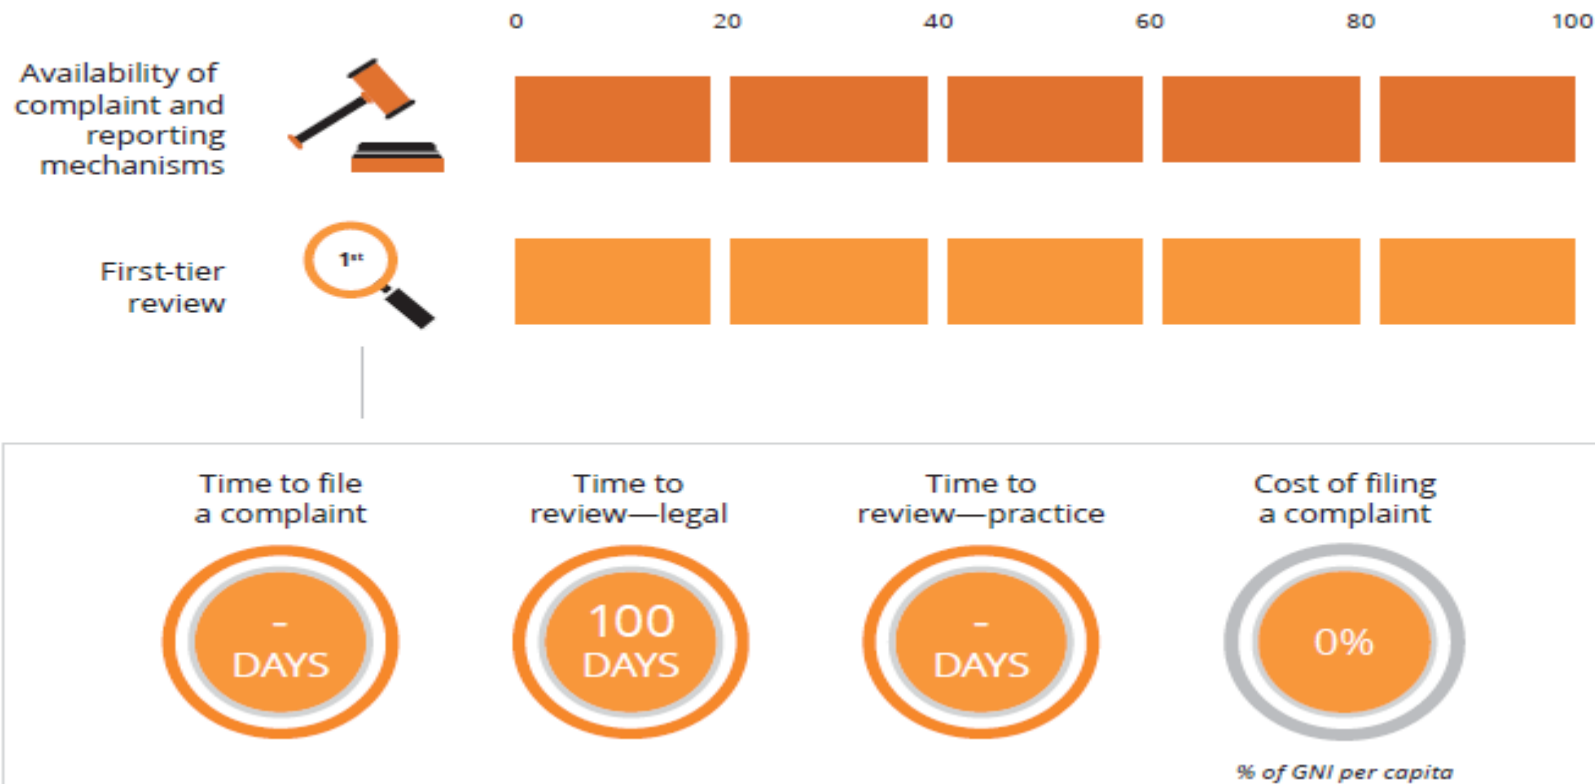 0 20 40 60 80 100
Availability of
complaint and
reporting
mechanisms
1st
First-tier
review
Time to file
a complaint
- DAYS
Time to
review—legal
100
DAYS
Time to
review—practice
-
DAYS
Cost of filing
a complaint
0%
% of GNI per capita